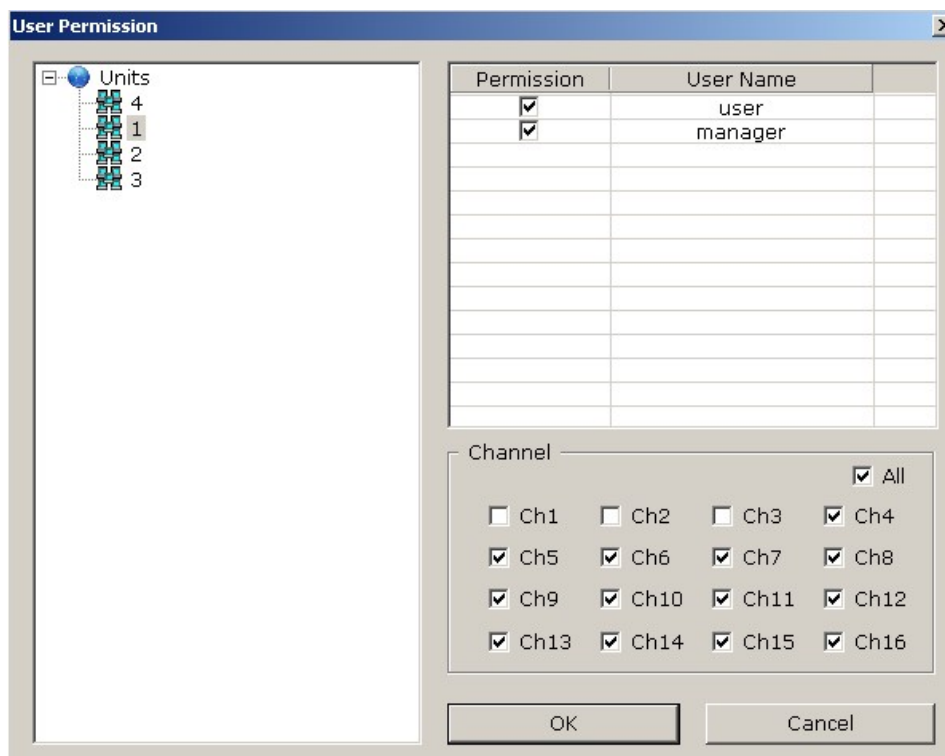 User Permission
Units
4
1
2
3
Permission User Name
user
manager
Channel
All
Ch1 Ch2 Ch3 Ch4
Ch5 Ch6 Ch7 Ch8
Ch9 Ch10 Ch11 Ch12
Ch13 Ch14 Ch15 Ch16
OK Cancel